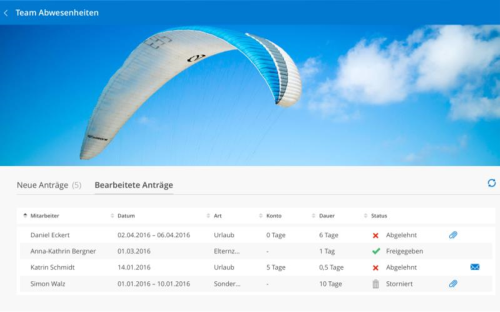 Team Abwesenheiten
Neue Anträge (5) Bearbeitete Anträge
Mitarbeiter Datum Art Konto Dauer Status
Daniel Eckert 02.04.2016 – 06.04.2016 Urlaub 0 Tage 6 Tage Abgelehnt
Anna-Kathrin Bergner 01.03.2016 Elternz... - 1 Tag Freigegeben
Katrin Schmidt 14.01.2016 Urlaub 5 Tage 0,5 Tage Abgelehnt
Simon Walz 01.01.2016 – 10.01.2016 Sonder... - 10 Tage Storniert